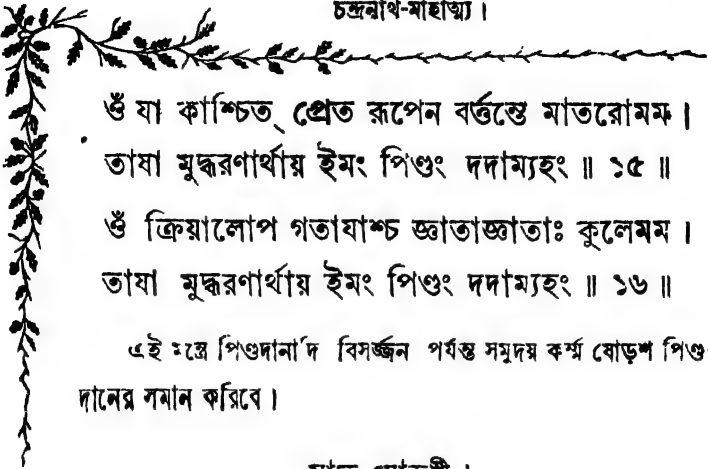 চন্দ্রনাথ-মাহাত্ম্য।
ওঁ যা কাশ্চিত্ প্রেত রূপেন বর্ত্তন্তে মাতরোমম।
তাষা মুদ্ধরণার্থায় ইমং পিণ্ডং দদাম্যহং॥ ১৫॥
ওঁ ক্রিয়ালোপ গতাযাশ্চ জ্ঞাতাজ্ঞাতাঃ কুলেমম।
তাষা মুদ্ধরণার্থায় ইমং পিণ্ডং দদাম্যহং॥ ১৬॥
এই মন্ত্রে পিণ্ডদানাদি বিসর্জ্জন পর্যন্ত সমুদয় কর্ম্ম ষোড়শ পিণ্ড
দানের সমান করিবে।